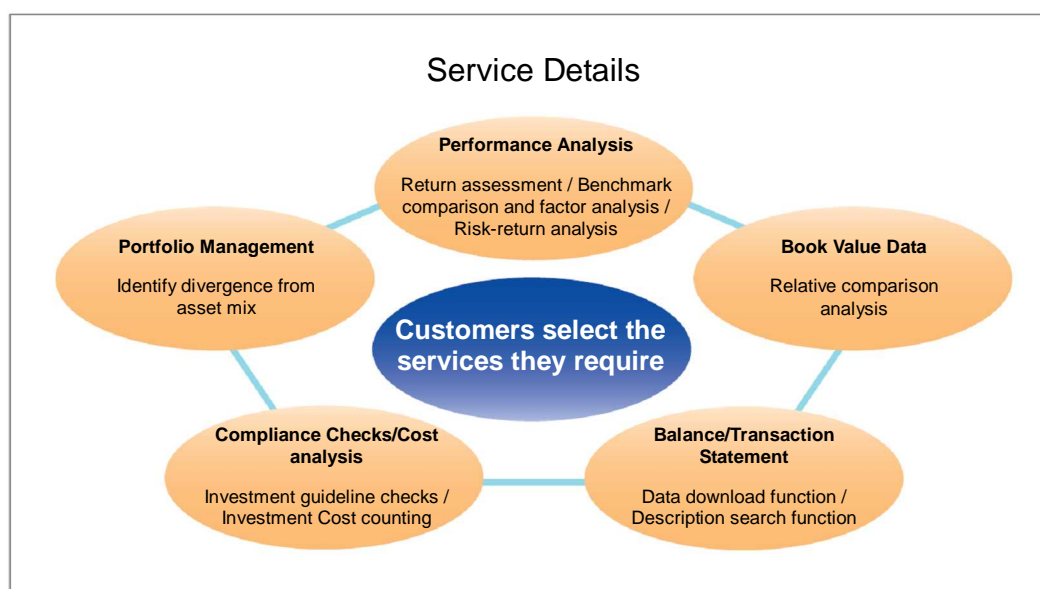 Service Details
Performance Analysis
Return assessment / Benchmark
comparison and factor analysis /
Risk-return analysis
Portfolio Management
Identify divergence from
asset mix
Book Value Data
Relative comparison
analysis
Customers select the
services they require
Compliance Checks/Cost
analysis
Investment guideline checks /
Investment Cost counting
Balance/Transaction
Statement
Data download function /
Description search function